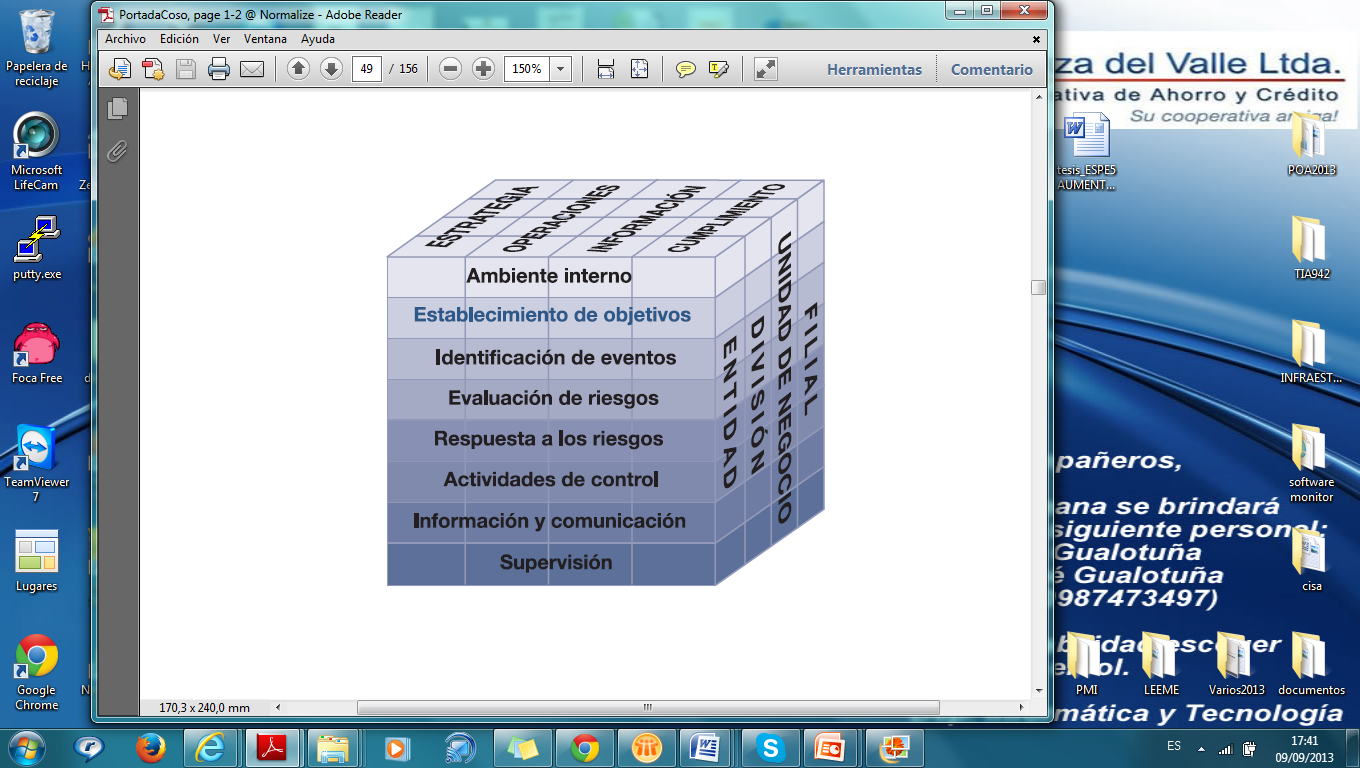 PortadaCoso, page 1-2 @ Normalize - Adobe Reader
Archivo Edición Ver Ventana Ayuda
49 / 156
150%
Herramientas
Comentario
ESTRATEGIA
OPERACIONES
INFORMACIÓN
CUMPLIMIENTO
Ambiente interno
Establecimiento de objetivos
Identificación de eventos
Evaluación de riesgos
Respuesta a los riesgos
Actividades de control
Información y comunicación
Supervisión
ENTIDAD
DIVISIÓN
UNIDAD DE NEGOCIO
FILIAL
170,3 x 240,0 mm
Papelera de
reciclaje
Microsoft
LifeCam
putty.exe
Foca Free
TeamViewer
7
Lugares
Google
Chrome
za del Valle Ltda.
ativa de Ahorro y Crédito
Su cooperativa amiga!
tesis_ESPE5
AUMENT...
POA2013
TIA942
INFRAEST...
software
monitor
cisa
pañeros,
ana se brindará
siguiente personal:
Gualotuña
é Gualotuña
0987473497)
PMI
LEEME
Varios2013
documentos
mática y Tecnología
ES
17:41
09/09/2013